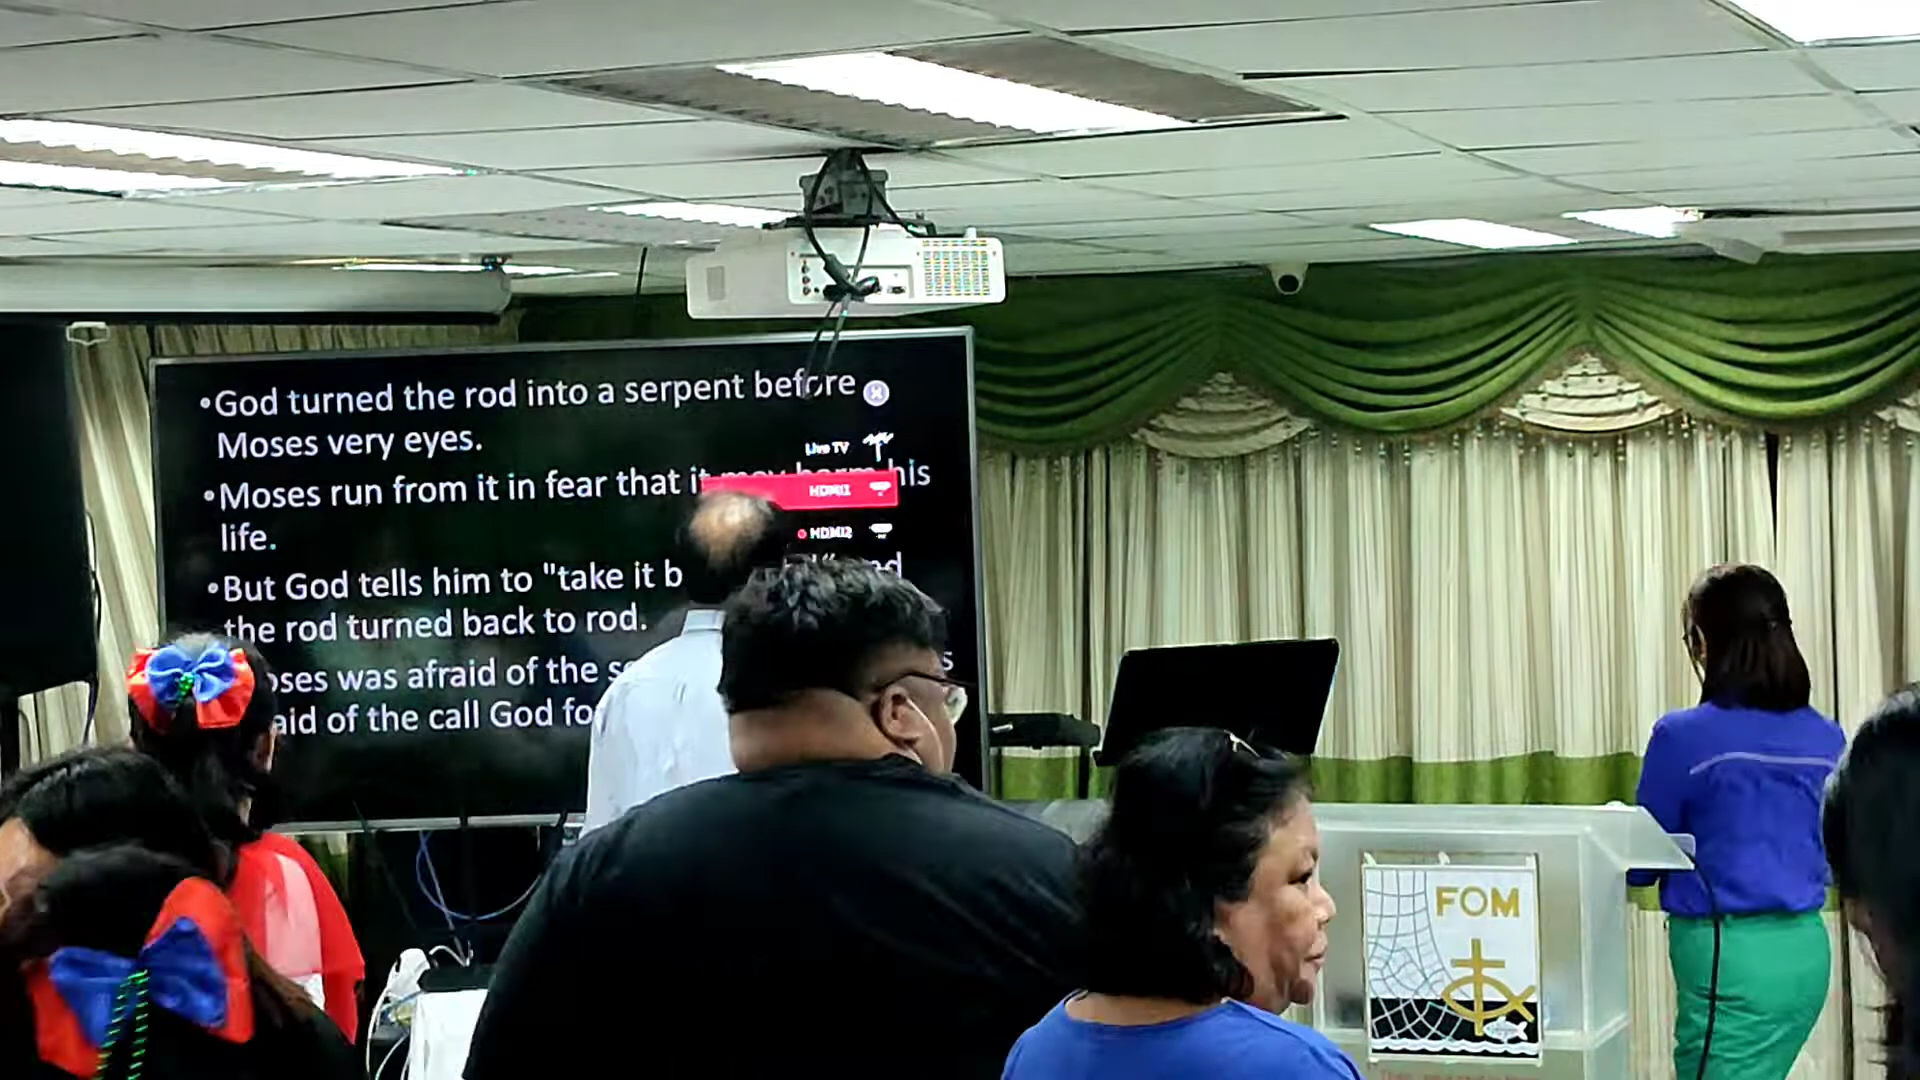 •God turned the rod into a serpent before
Moses very eyes.
•Moses run from it in fear that it may harm his
life.
•But God tells him to "take it b
the rod turned back to rod.
oses was afraid of the s
aid of the call God fo
Live TV
HDMI1
HDMI2
FOM